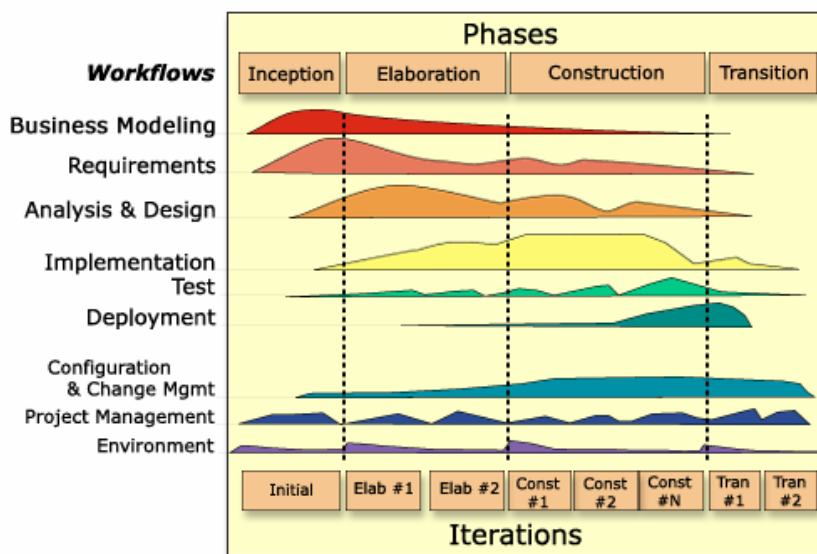 Phases
Workflows
Inception
Elaboration
Construction
Transition
Business Modeling
Requirements
Analysis & Design
Implementation
Test
Deployment
Configuration
& Change Mgmt
Project Management
Environment
Initial
Elab #1
Elab #2
Const
#1
Const
#2
Const
#N
Tran
#1
Tran
#2
Iterations